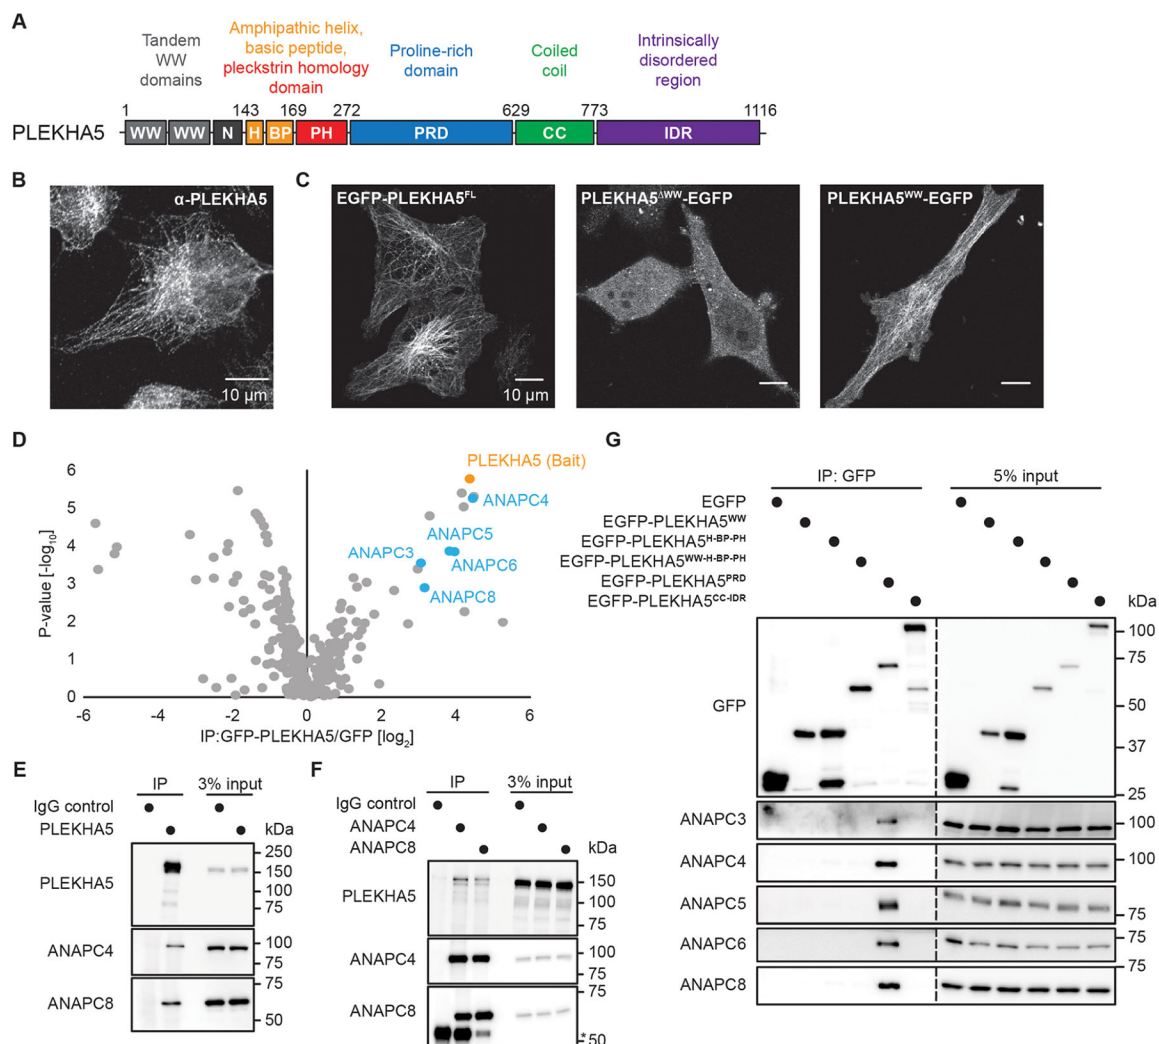 A
Tandem
WW
domains
Amphipathic helix,
basic peptide,
pleckstrin homology
domain
Proline-rich
domain
Coiled
coil
Intrinsically
disordered
region
1 143 169 272 629 773 1116
PLEKHA5 WW WW N H BP PH PRD CC IDR
B
α-PLEKHA5
10 µm
C
EGFP-PLEKHA5FL
10 µm
PLEKHA5ΔWW-EGFP
PLEKHA5WW-EGFP
D
PLEKHA5 (Bait)
ANAPC4
ANAPC5
ANAPC3
ANAPC6
ANAPC8
P-value [-log10]
6
5
4
3
2
1
0
-6 -4 -2 0 2 4 6
IP:GFP-PLEKHA5/GFP [log2]
E
IP 3% input
IgG control
PLEKHA5
kDa
PLEKHA5
250
150
100
75
ANAPC4
100
75
ANAPC8
75
50
F
IP 3% input
IgG control
ANAPC4
ANAPC8 kDa
PLEKHA5
150
100
75
ANAPC4
100
75
ANAPC8
75
*50
G
IP: GFP 5% input
EGFP
EGFP-PLEKHA5WW
EGFP-PLEKHA5H-BP-PH
EGFP-PLEKHA5WW-H-BP-PH
EGFP-PLEKHA5PRD
EGFP-PLEKHA5CC-IDR
kDa
GFP
100
75
50
37
25
ANAPC3 100
ANAPC4 100
ANAPC5 75
ANAPC6 75
ANAPC8 75